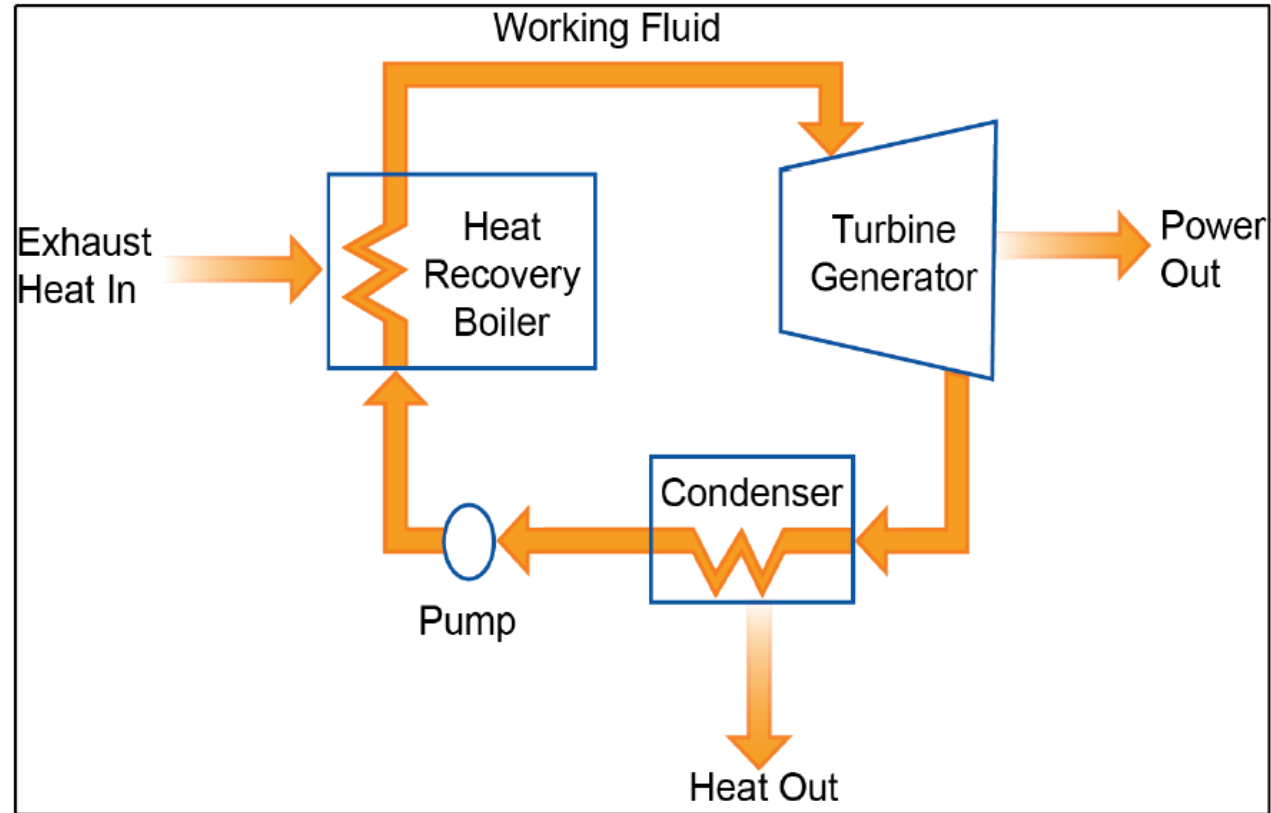 Working Fluid
Exhaust
Heat In
Heat
Recovery
Boiler
Turbine
Generator
Power
Out
Condenser
Pump
Heat Out